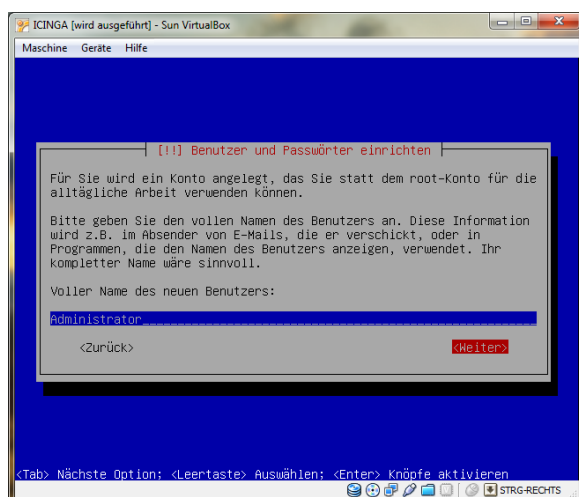 ICINGA [wird ausgeführt] - Sun VirtualBox
Maschine Geräte Hilfe
[!!] Benutzer und Passwörter einrichten
Für Sie wird ein Konto angelegt, das Sie statt dem root-Konto für die
alltägliche Arbeit verwenden können.
Bitte geben Sie den vollen Namen des Benutzers an. Diese Information
wird z.B. im Absender von E-Mails, die er verschickt, oder in
Programmen, die den Namen des Benutzers anzeigen, verwendet. Ihr
kompletter Name wäre sinnvoll.
Voller Name des neuen Benutzers:
Administrator
<Zurück> <Weiter>
<Tab> Nächste Option; <Leertaste> Auswählen; <Enter> Knöpfe aktivieren
STRG-RECHTS